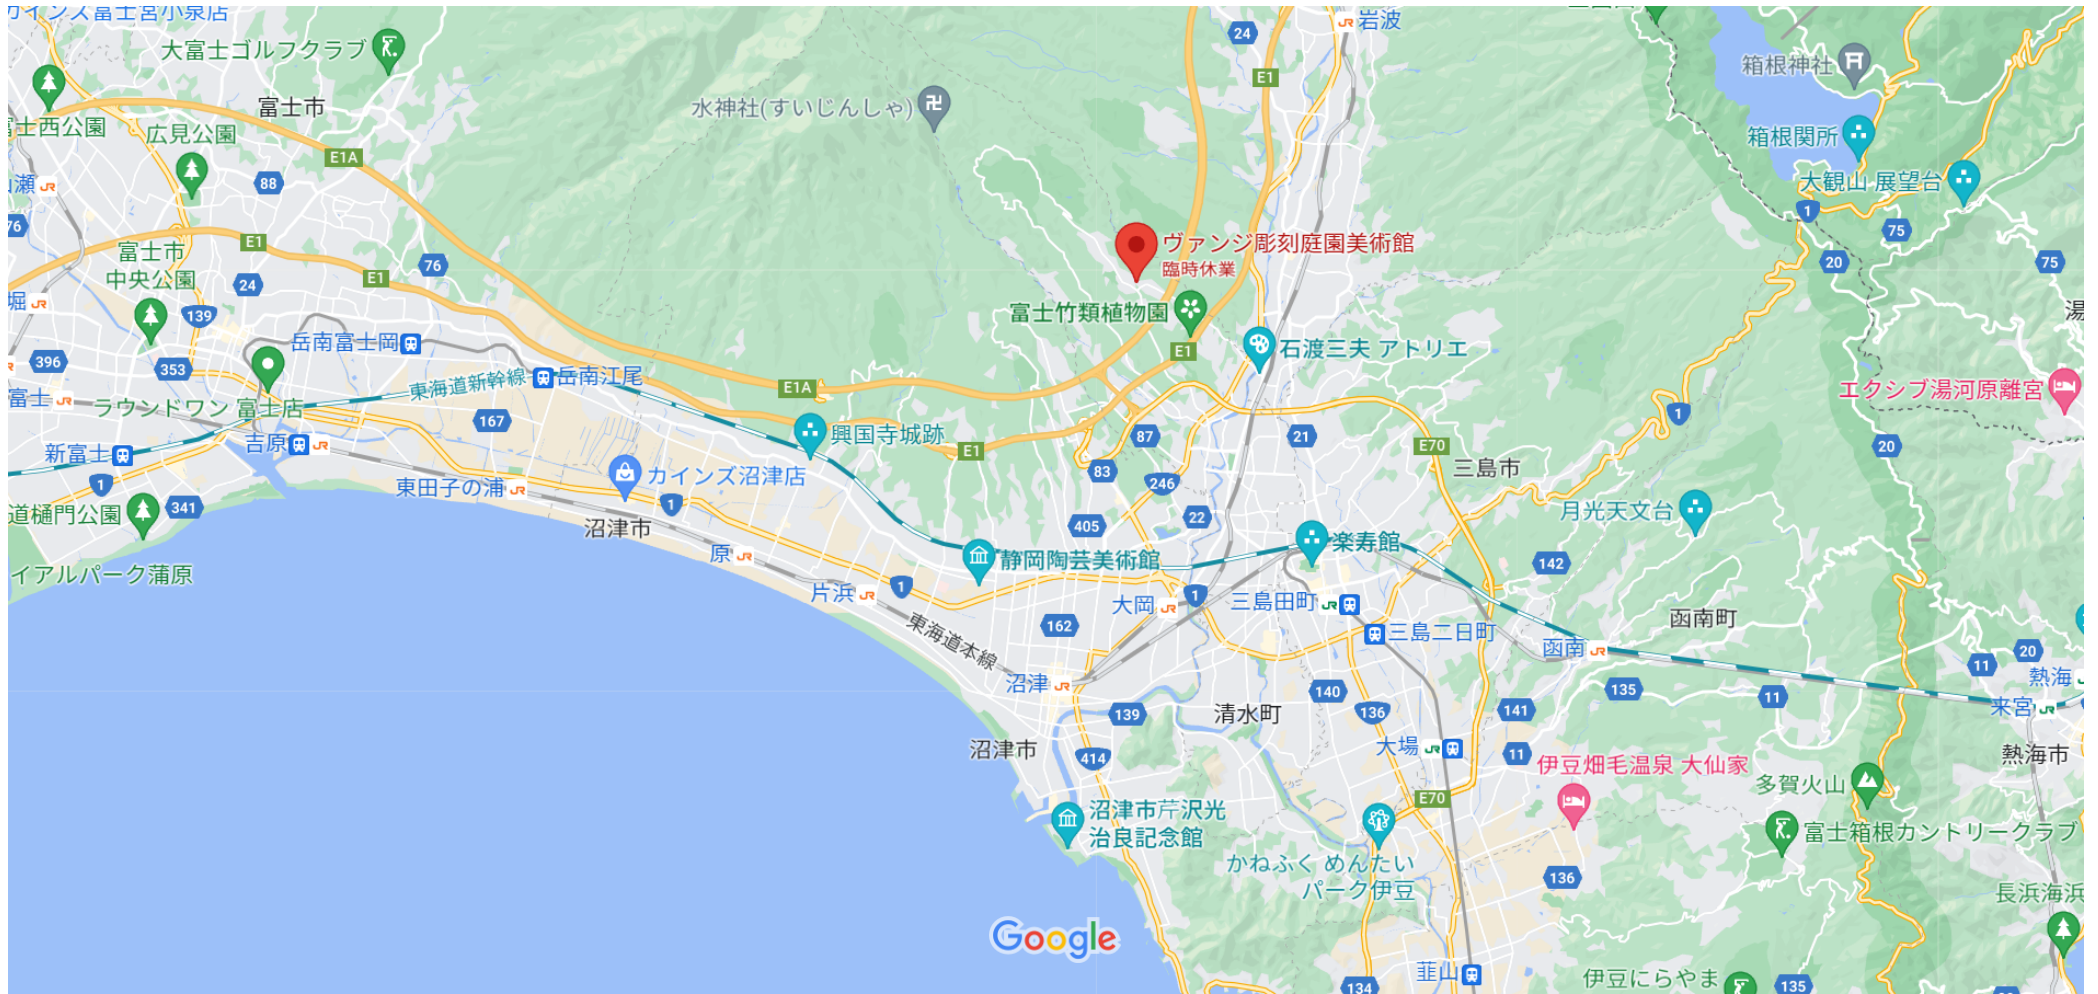 カインズ富士宮小泉店
岩波
24
大富士ゴルフクラブ
箱根神社
E1
富士市
水神社(すいじんしゃ)
富士西公園
広見公園
箱根関所
E1A
88
大観山 展望台
瀬
76
1
75
富士市
中央公園
E1
ヴァンジ彫刻庭園美術館
臨時休業
76
E1
20
75
24
堀
139
富士竹類植物園
湯
岳南富士岡
E1
石渡三夫 アトリエ
396
353
東海道新幹線
岳南江尾
E1A
エクシブ湯河原離宮
富士
ラウンドワン 富士店
167
1
吉原
興国寺城跡
E1
87
21
E70
20
新富士
三島市
カインズ沼津店
83
246
1
東田子の浦
1
341
道樋門公園
沼津市
405
22
月光天文台
原
静岡陶芸美術館
楽寿館
142
イアルパーク蒲原
片浜
1
大岡
1
三島田町
162
東海道本線
三島二日町
函南町
函南
20
11
沼津
熱海
140
135
11
139
清水町
136
141
来宮
沼津市
414
大場
11
熱海市
伊豆畑毛温泉 大仙家
多賀火山
E70
沼津市芹沢光
治良記念館
富士箱根カントリークラブ
かねふく めんたい
パーク伊豆
136
長浜海浜
Google
韮山
伊豆にらやま
134
135